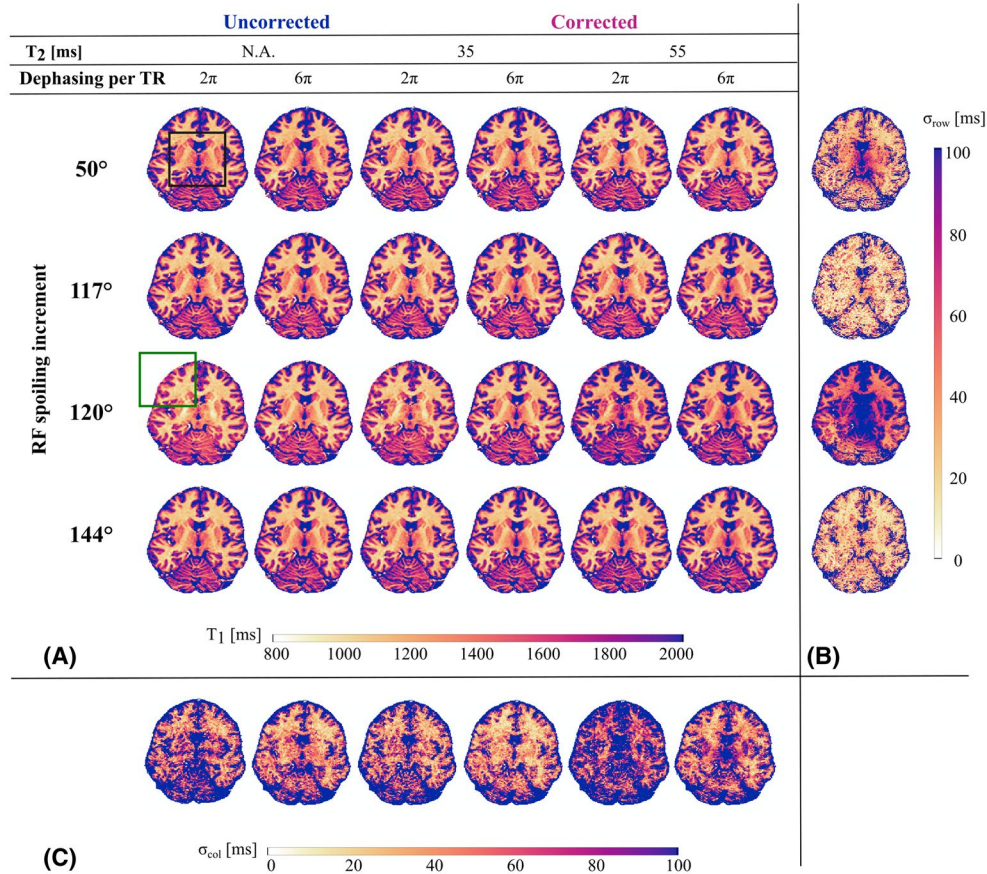 Uncorrected Corrected
T2 [ms] N.A. 35 55
Dephasing per TR 2π 6π 2π 6π 2π 6π
RF spoiling increment
50°
117°
120°
144°
σrow [ms]
100
80
60
40
20
0
T1 [ms]
800 1000 1200 1400 1600 1800 2000
(A)
(B)
σcol [ms]
0 20 40 60 80 100
(C)